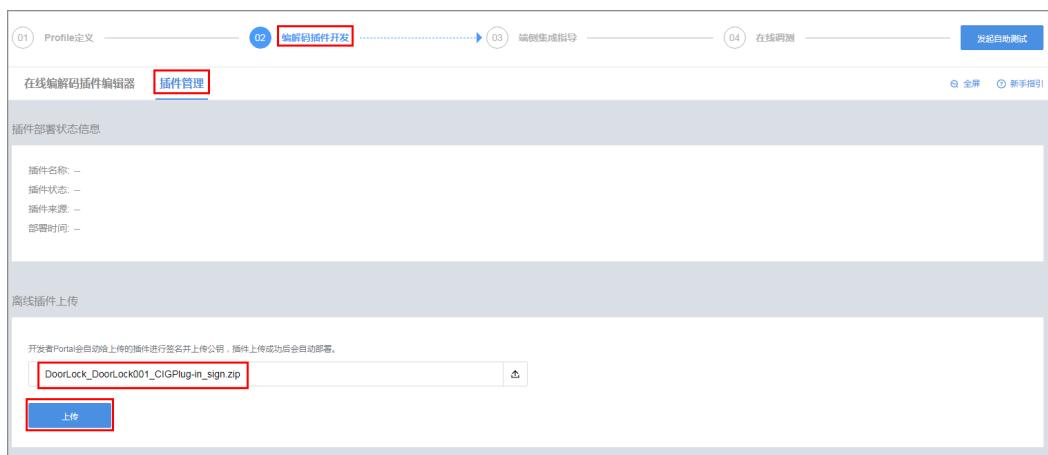 01 Profile定义 02 编解码插件开发 03 端侧集成指导 04 在线调测 发起自助测试
在线编解码插件编辑器 插件管理 全屏 新手指引
插件部署状态信息
插件名称: --
插件状态: --
插件来源: --
部署时间: --
离线插件上传
开发者Portal会自动给上传的插件进行签名并上传公钥，插件上传成功后会自动部署。
DoorLock_DoorLock001_CIGPlug-in_sign.zip
上传